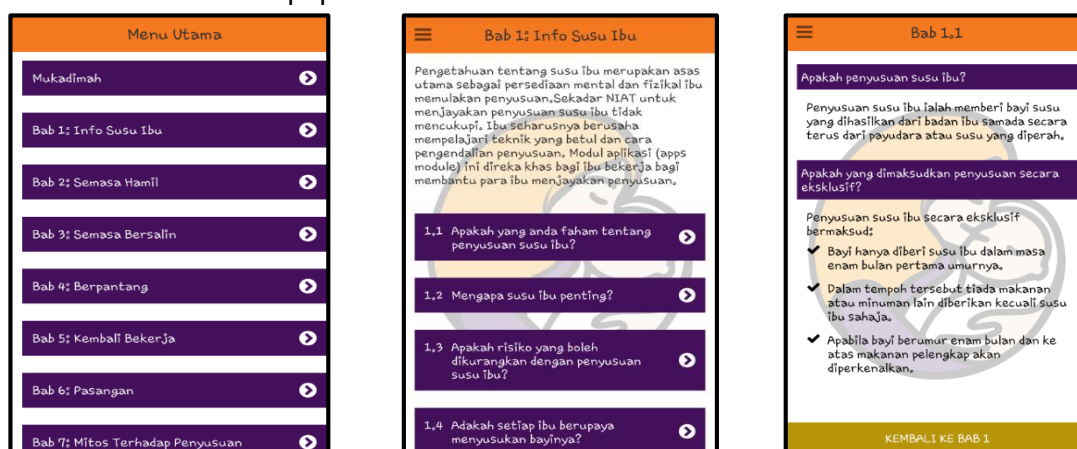 Menu Utama
Mukadimah
Bab 1: Info Susu Ibu
Bab 2: Semasa Hamil
Bab 3: Semasa Bersalin
Bab 4: Berpantang
Bab 5: Kembali Bekerja
Bab 6: Pasangan
Bab 7: Mitos Terhadap Penyusuan
Bab 1: Info Susu Ibu
Pengetahuan tentang susu ibu merupakan asas
utama sebagai persediaan mental dan fizikal ibu
memulakan penyusuan.Sekadar NIAT untuk
menjayakan penyusuan susu ibu tidak
mencukupi. Ibu seharusnya berusaha
mempelajari teknik yang betul dan cara
pengendalian penyusuan. Modul aplikasi (apps
module) ini direka khas bagi ibu bekerja bagi
membantu para ibu menjayakan penyusuan.
1.1 Apakah yang anda faham tentang
penyusuan susu ibu?
1.2 Mengapa susu ibu penting?
1.3 Apakah risiko yang boleh
dikurangkan dengan penyusuan
susu ibu?
1.4 Adakah setiap ibu berupaya
menyusukan bayinya?
Bab 1.1
Apakah penyusuan susu ibu?
Penyusuan susu ibu ialah memberi bayi susu
yang dihasilkan dari badan ibu samada secara
terus dari payudara atau susu yang diperah.
Apakah yang dimaksudkan penyusuan secara
eksklusif?
Penyusuan susu ibu secara eksklusif
bermaksud:
✔ Bayi hanya diberi susu ibu dalam masa
enam bulan pertama umurnya.
✔ Dalam tempoh tersebut tiada makanan
atau minuman lain diberikan kecuali susu
ibu sahaja.
✔ Apabila bayi berumur enam bulan dan ke
atas makanan pelengkap akan
diperkenalkan.
KEMBALI KE BAB 1